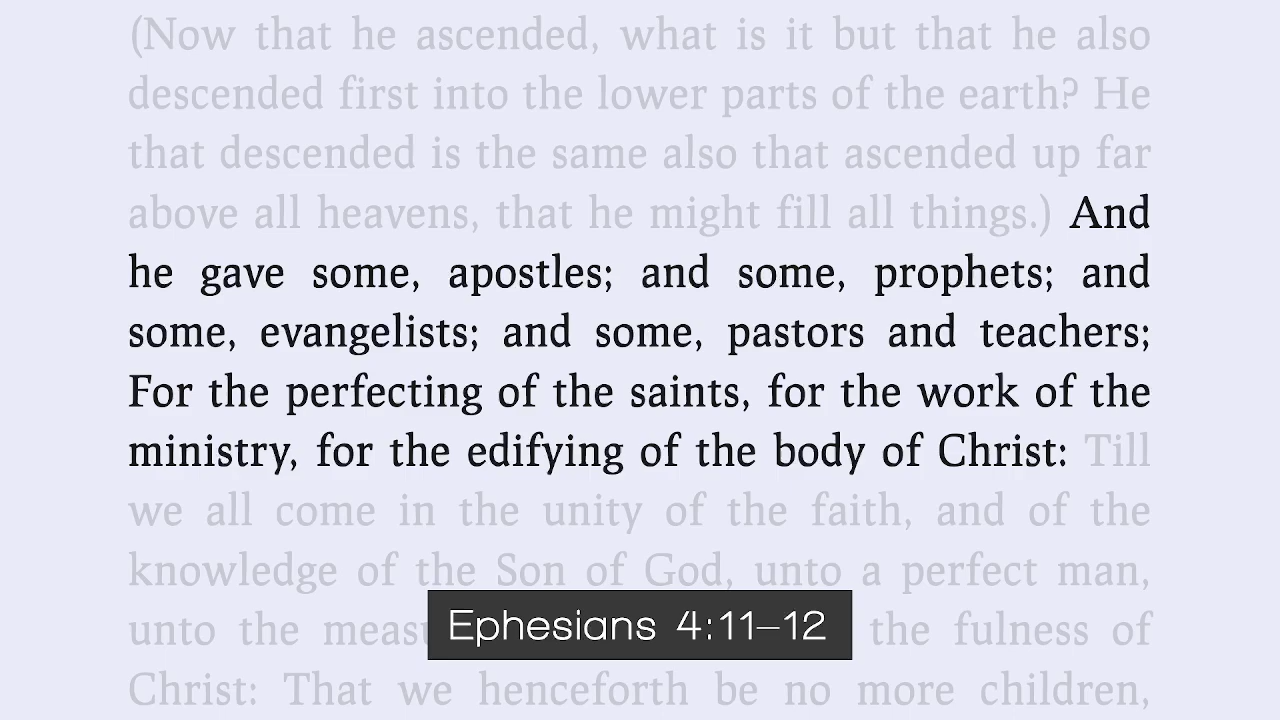 (Now that he ascended, what is it but that he also
descended first into the lower parts of the earth? He
that descended is the same also that ascended up far
above all heavens, that he might fill all things.) And
he gave some, apostles; and some, prophets; and
some, evangelists; and some, pastors and teachers;
For the perfecting of the saints, for the work of the
ministry, for the edifying of the body of Christ: Till
we all come in the unity of the faith, and of the
knowledge of the Son of God, unto a perfect man,
unto the the fulness of
Ephesians 4:11–12
Christ: That we henceforth be no more children,